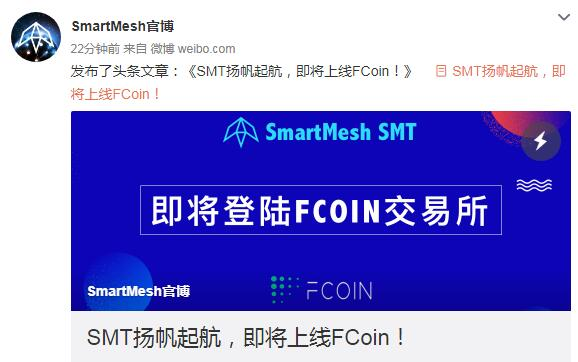 SmartMesh官博
22分钟前 来自 微博 weibo.com
发布了头条文章：《SMT扬帆起航，即将上线FCoin！》 SMT扬帆起航，即
将上线FCoin！
SmartMesh SMT
即将登陆FCOIN交易所
SmartMesh官博
FCOIN
SMT扬帆起航，即将上线FCoin！